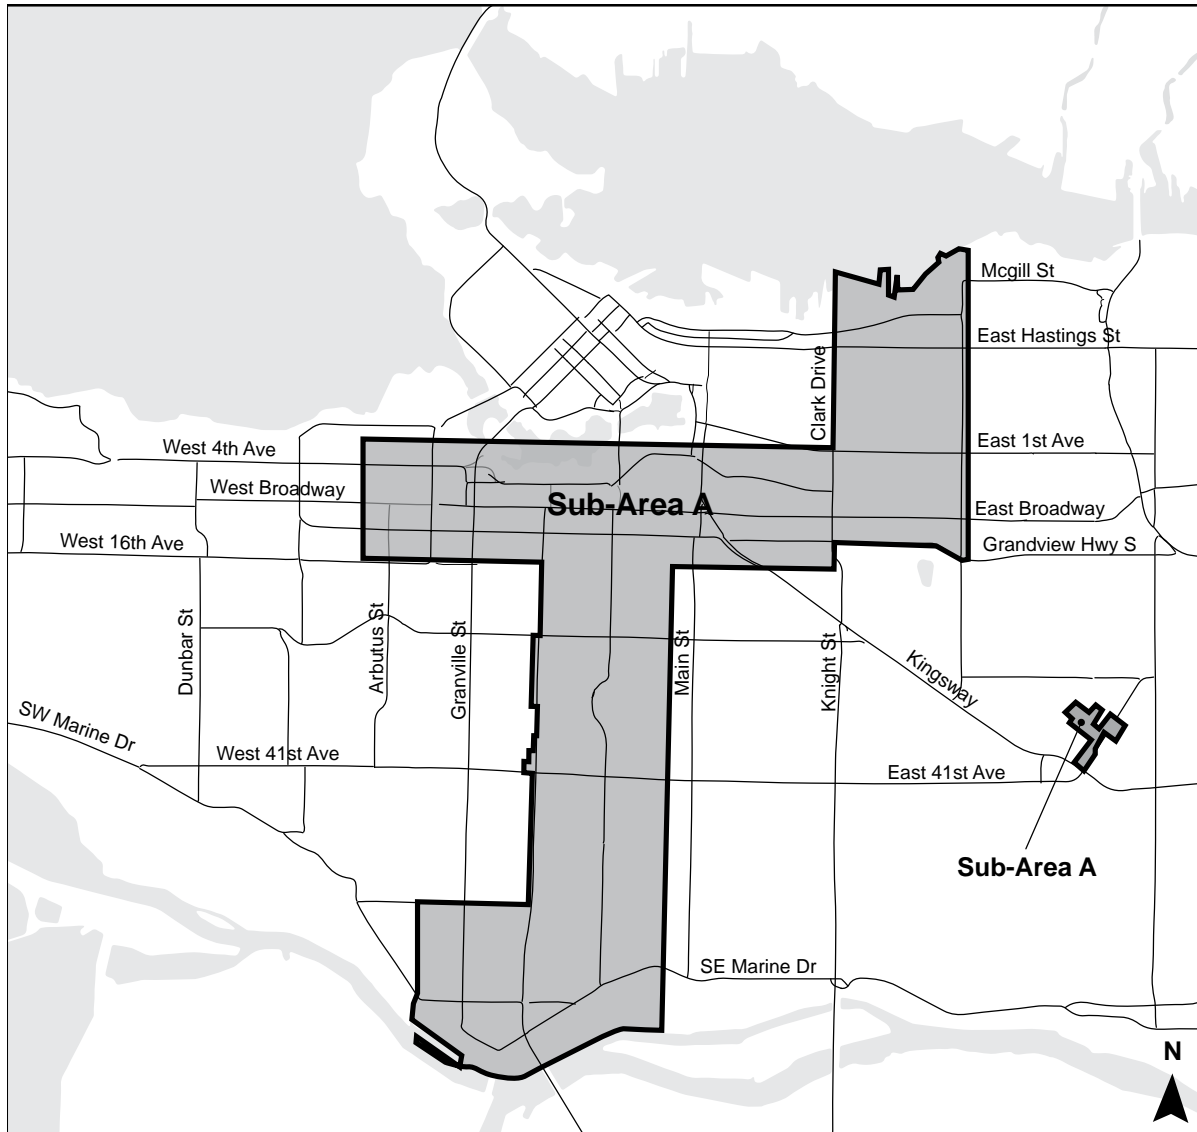 Mcgill St
East Hastings St
Clark Drive
East 1st Ave
West 4th Ave
West Broadway
Sub-Area A
East Broadway
West 16th Ave
Grandview Hwy S
Dunbar St
Arbutus St
Granville St
Main St
Knight St
Kingsway
SW Marine Dr
West 41st Ave
East 41st Ave
Sub-Area A
SE Marine Dr
N